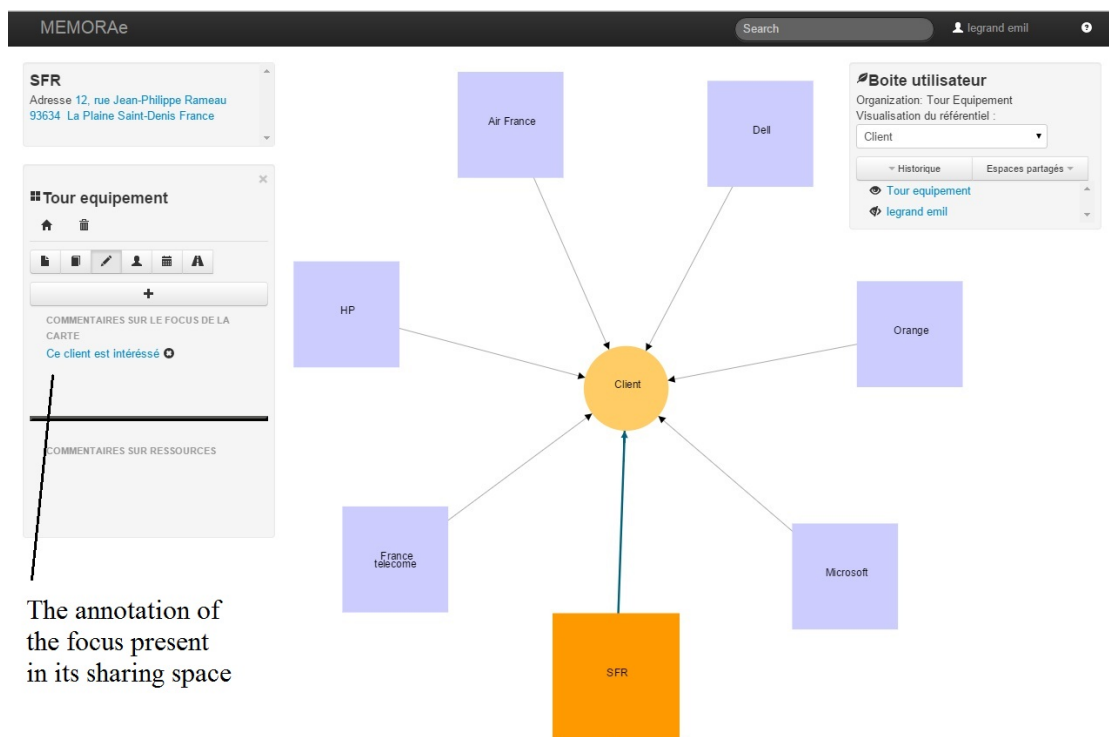 MEMORAe
Search
legrand emil
SFR
Adresse 12, rue Jean-Philippe Rameau
93634 La Plaine Saint-Denis France
Tour equipement
COMMENTAIRES SUR LE FOCUS DE LA
CARTE
Ce client est intéréssé
COMMENTAIRES SUR RESSOURCES
The annotation of
the focus present
in its sharing space
Air France
Dell
HP
Orange
Client
France
télécome
Microsoft
SFR
Boite utilisateur
Organization: Tour Equipement
Visualisation du référentiel :
Client
Historique
Espaces partagés
Tour equipement
legrand emil